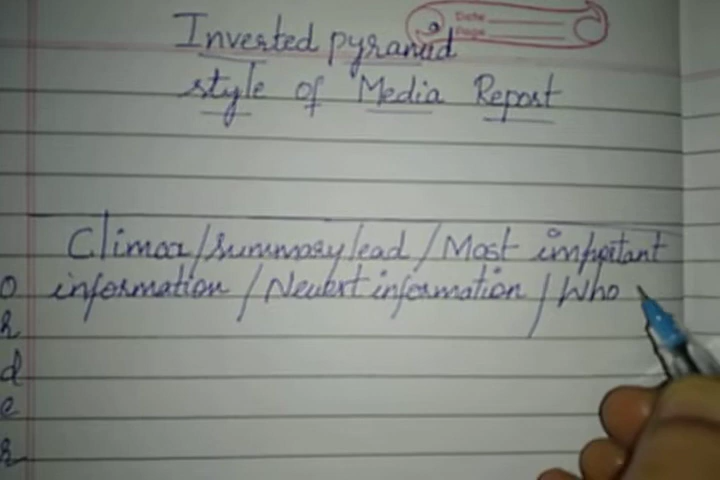 Date
Page
Inverted pyramid
style of Media Report
Climax/summary lead/Most important
information/Newest information/Who
o
r
d
e
r